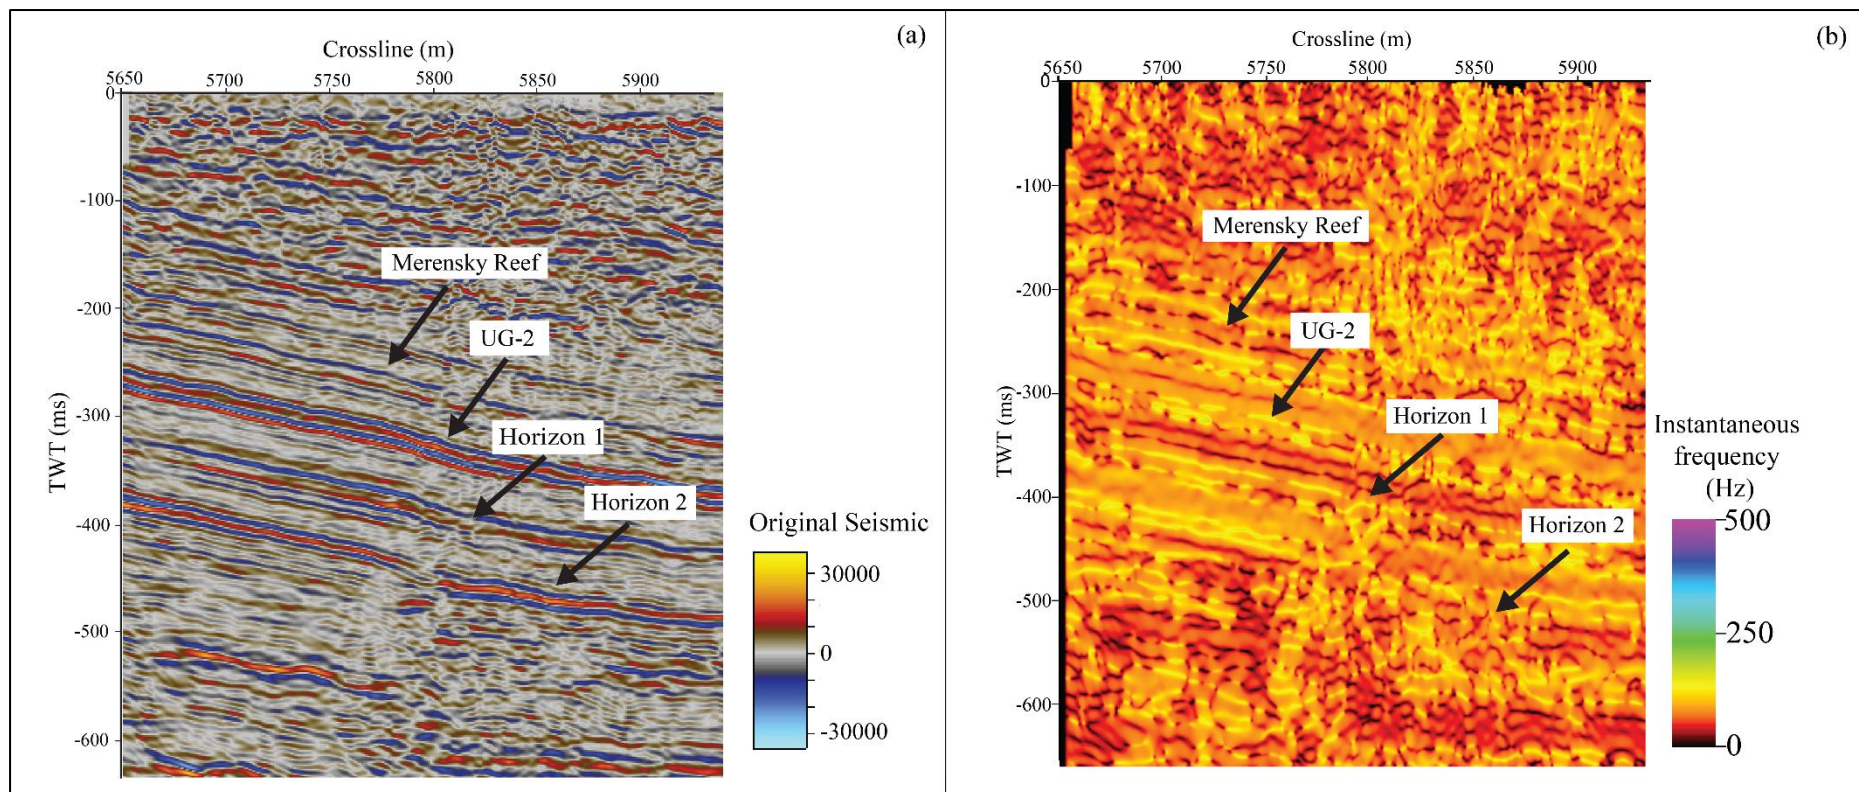 (a)
Crossline (m)
5650 5700 5750 5800 5850 5900
0
-100
-200
-300
-400
-500
-600
TWT (ms)
Merensky Reef
UG-2
Horizon 1
Horizon 2
Original Seismic
30000
0
-30000
(b)
Crossline (m)
5650 5700 5750 5800 5850 5900
0
-100
-200
-300
-400
-500
-600
TWT (ms)
Merensky Reef
UG-2
Horizon 1
Horizon 2
Instantaneous
frequency
(Hz)
500
250
0